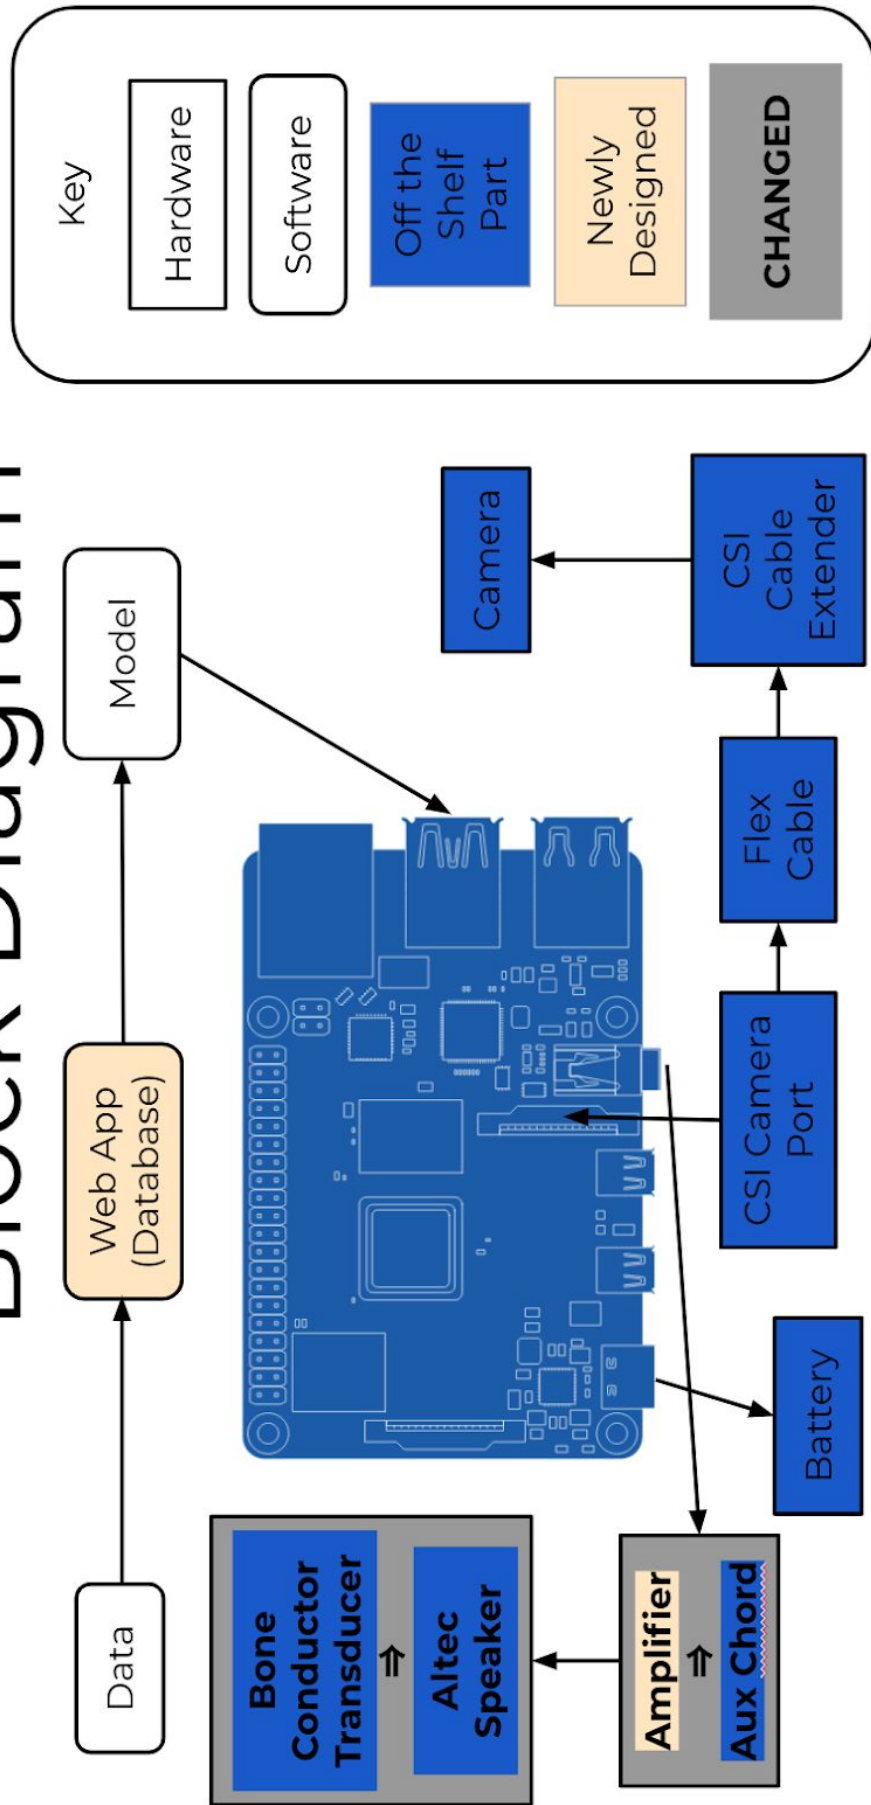 Block Diagram
Data
Web App
(Database)
Model
Bone
Conductor
Transducer
⇒
Altec
Speaker
Amplifier
⇒
Aux Chord
Battery
CSI Camera
Port
Flex
Cable
CSI
Cable
Extender
Camera
Key
Hardware
Software
Off the
Shelf
Part
Newly
Designed
CHANGED